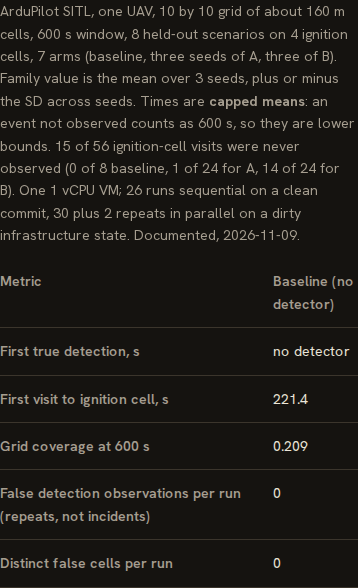 ArduPilot SITL, one UAV, 10 by 10 grid of about 160 m
cells, 600 s window, 8 held-out scenarios on 4 ignition
cells, 7 arms (baseline, three seeds of A, three of B).
Family value is the mean over 3 seeds, plus or minus
the SD across seeds. Times are capped means: an
event not observed counts as 600 s, so they are lower
bounds. 15 of 56 ignition-cell visits were never
observed (0 of 8 baseline, 1 of 24 for A, 14 of 24 for
B). One 1 vCPU VM; 26 runs sequential on a clean
commit, 30 plus 2 repeats in parallel on a dirty
infrastructure state. Documented, 2026-11-09.
Metric
Baseline (no
detector)
First true detection, s
no detector
First visit to ignition cell, s
221.4
Grid coverage at 600 s
0.209
False detection observations per run
(repeats, not incidents)
0
Distinct false cells per run
0